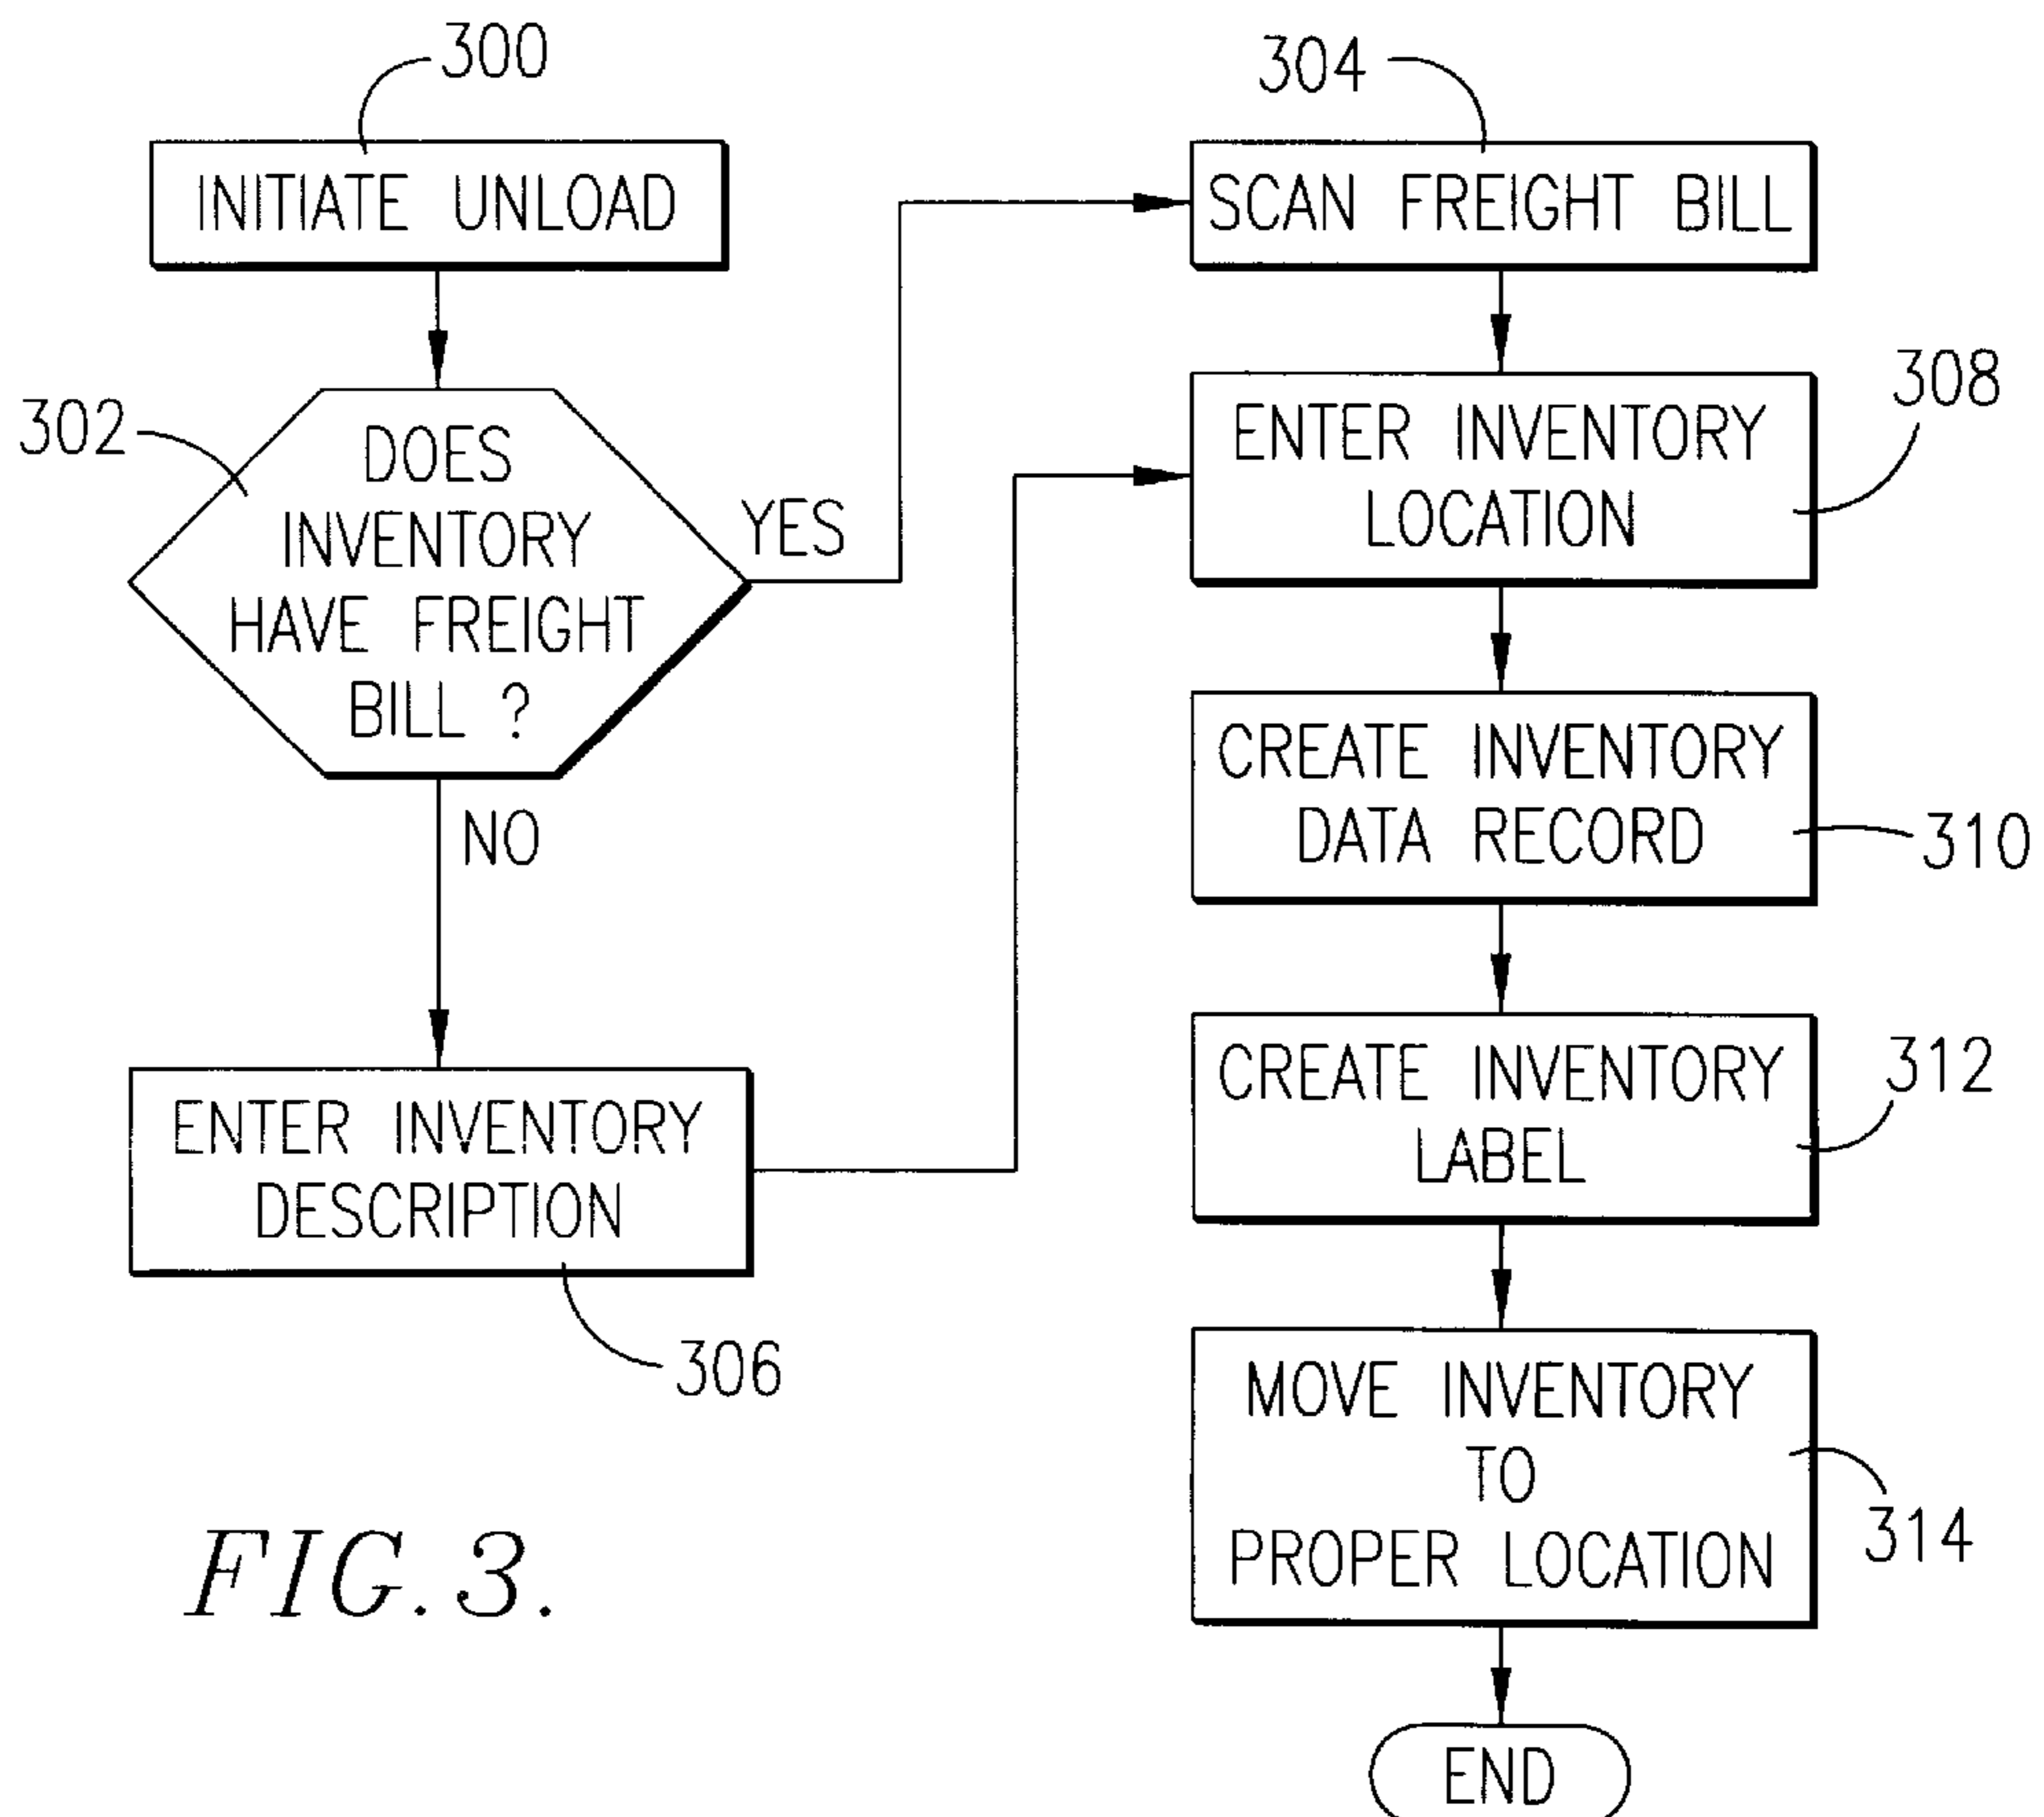 300
INITIATE UNLOAD
302
DOES
INVENTORY
HAVE FREIGHT
BILL ?
YES
NO
ENTER INVENTORY
DESCRIPTION
306
304
SCAN FREIGHT BILL
308
ENTER INVENTORY
LOCATION
CREATE INVENTORY
DATA RECORD
310
CREATE INVENTORY
LABEL
312
MOVE INVENTORY
TO
PROPER LOCATION
314
END
FIG. 3.